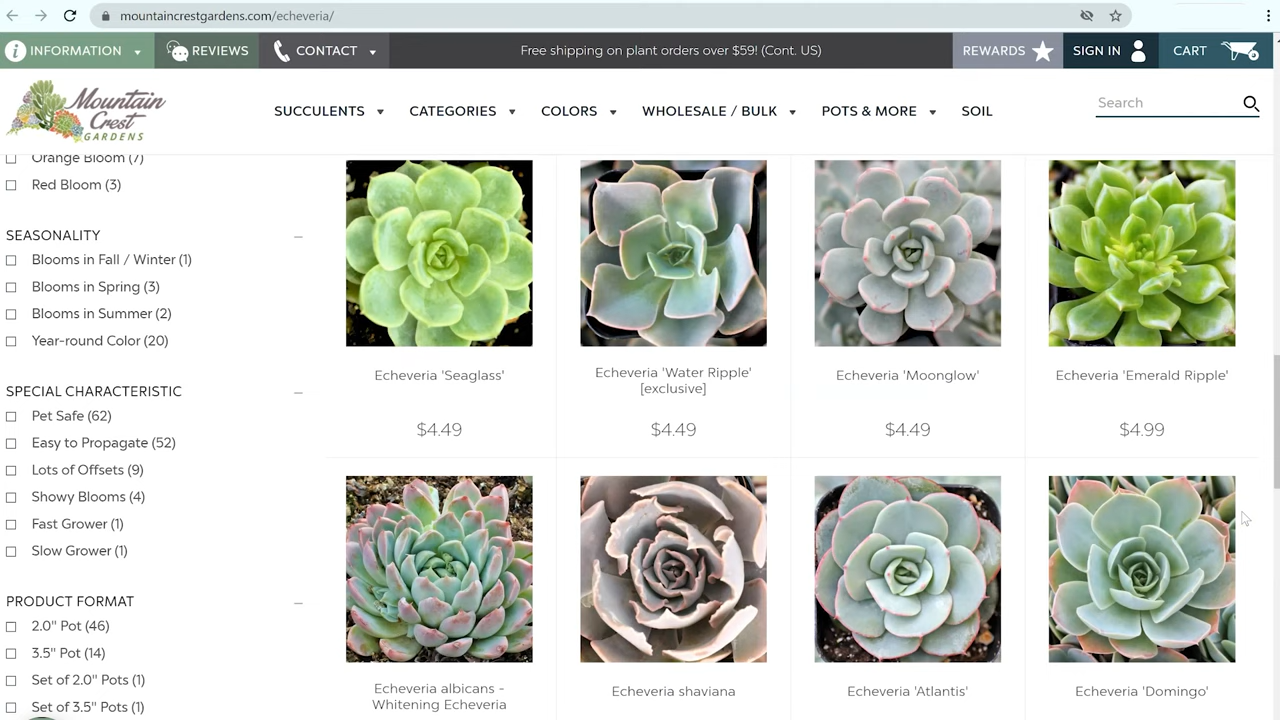 mountaincrestgardens.com/echeveria/
INFORMATION
REVIEWS
CONTACT
Free shipping on plant orders over $59! (Cont. US)
REWARDS
SIGN IN
CART
Mountain
Crest
GARDENS
SUCCULENTS
CATEGORIES
COLORS
WHOLESALE / BULK
POTS & MORE
SOIL
Search
Orange Bloom (7)
Red Bloom (3)
SEASONALITY
Blooms in Fall / Winter (1)
Blooms in Spring (3)
Blooms in Summer (2)
Year-round Color (20)
SPECIAL CHARACTERISTIC
Pet Safe (62)
Easy to Propagate (52)
Lots of Offsets (9)
Showy Blooms (4)
Fast Grower (1)
Slow Grower (1)
PRODUCT FORMAT
2.0" Pot (46)
3.5" Pot (14)
Set of 2.0" Pots (1)
Set of 3.5" Pots (1)
Echeveria 'Seaglass'
$4.49
Echeveria 'Water Ripple'
[exclusive]
$4.49
Echeveria 'Moonglow'
$4.49
Echeveria 'Emerald Ripple'
$4.99
Echeveria albicans -
Whitening Echeveria
Echeveria shaviana
Echeveria 'Atlantis'
Echeveria 'Domingo'